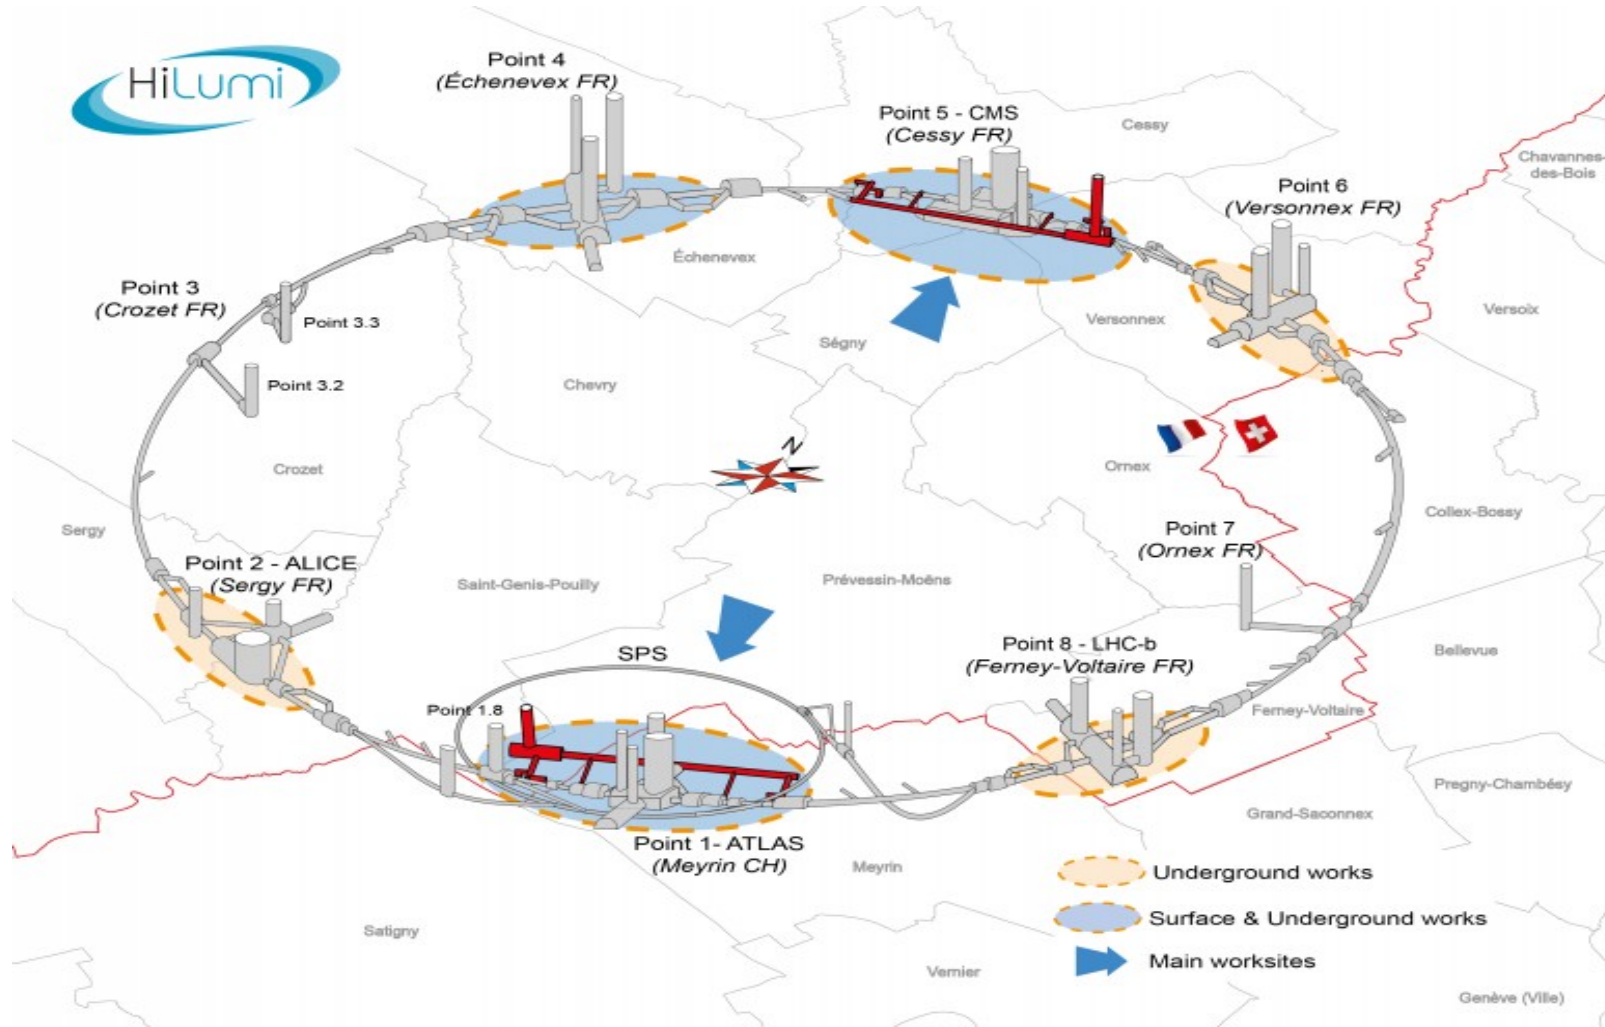 HiLumi
Point 4
(Échenevex FR)
Point 5 - CMS
(Cessy FR)
Cessy
Chavannes-
des-Bois
Point 6
(Versonnex FR)
Échenevex
Point 3
(Crozet FR)
Point 3.3
Versoix
Versonnex
Ségny
Point 3.2
Chevry
N
Crozet
Ornex
Collex-Bossy
Sergy
Point 7
(Ornex FR)
Point 2 - ALICE
(Sergy FR)
Saint-Genis-Pouilly
Prévessin-Moëns
SPS
Point 8 - LHC-b
(Ferney-Voltaire FR)
Bellevue
Point 1.8
Ferney-Voltaire
Pregny-Chambésy
Grand-Saconnex
Point 1- ATLAS
(Meyrin CH)
Meyrin
Underground works
Surface & Underground works
Main worksites
Satigny
Vernier
Genève (Ville)